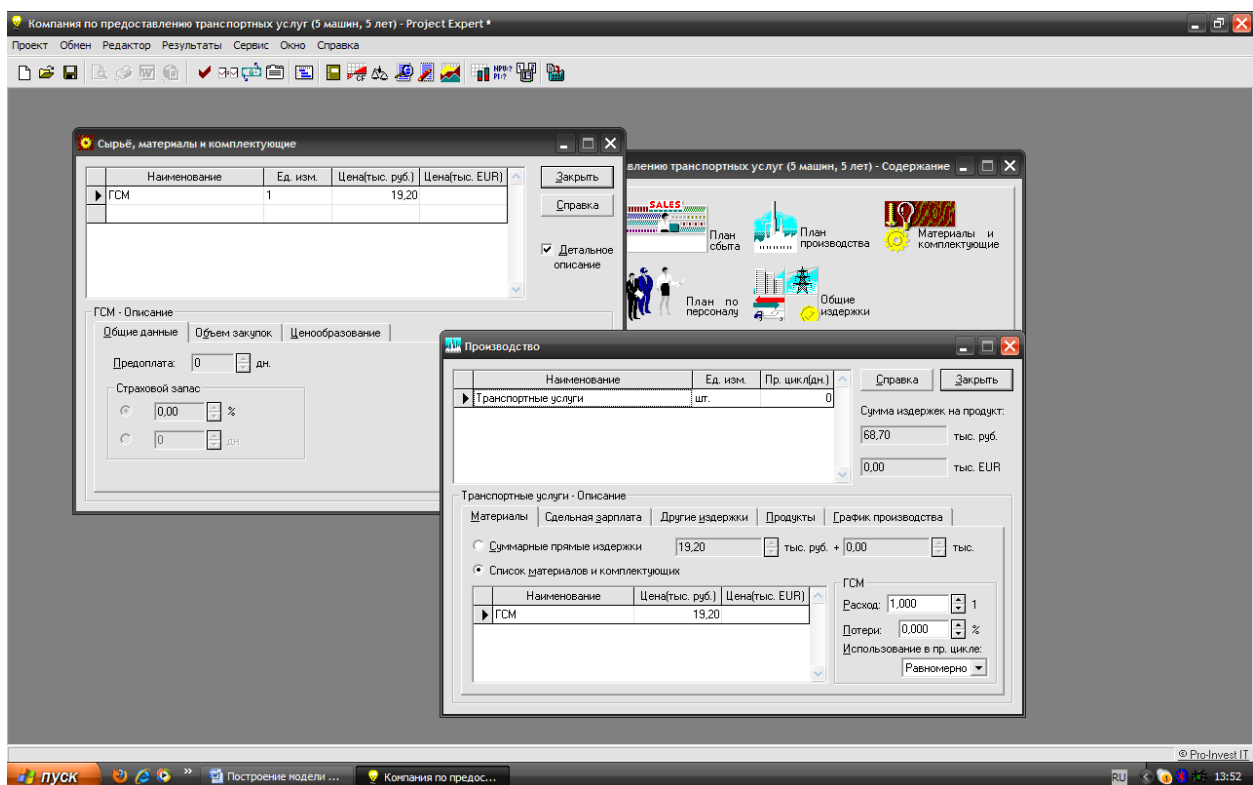 Компания по предоставлению транспортных услуг (5 машин, 5 лет) - Project Expert *
Проект Обмен Редактор Результаты Сервис Окно Справка
NPV:?
PI:?
Сырьё, материалы и комплектующие
Наименование Ед. изм. Цена(тыс. руб.) Цена(тыс. EUR)
ГСМ 1 19,20
Закрыть
Справка
Детальное
описание
ГСМ - Описание
Общие данные Объем закупок Ценообразование
Предоплата: 0 дн.
Страховой запас
0,00 %
0 дн.
влению транспортных услуг (5 машин, 5 лет) - Содержание
SALES!
План
сбыта
План
производства
Материалы и
комплектующие
План по
персоналу
Общие
издержки
Производство
Наименование Ед. изм. Пр. цикл(дн.)
Транспортные услуги шт. 0
Справка Закрыть
Сумма издержек на продукт:
68,70 тыс. руб.
0,00 тыс. EUR
Транспортные услуги - Описание
Материалы Сдельная зарплата Другие издержки Продукты График производства
Суммарные прямые издержки 19,20 тыс. руб. + 0,00 тыс.
Список материалов и комплектующих
Наименование Цена(тыс. руб.) Цена(тыс. EUR)
ГСМ 19,20
ГСМ
Расход: 1,000 1
Потери: 0,000 %
Использование в пр. цикле:
Равномерно
© Pro-Invest IT
пуск » Построение модели ... Компания по предос... RU 13:52